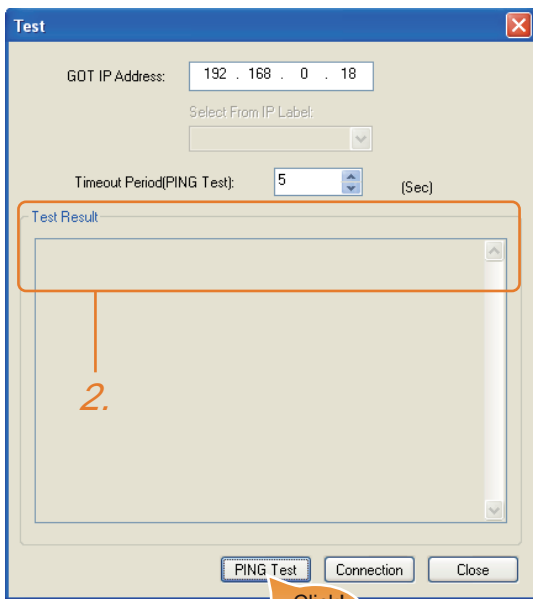 Test
GOT IP Address: 192 . 168 . 0 . 18
Select From IP Label:
Timeout Period(PING Test): 5 (Sec)
Test Result
2.
PING Test Connection Close